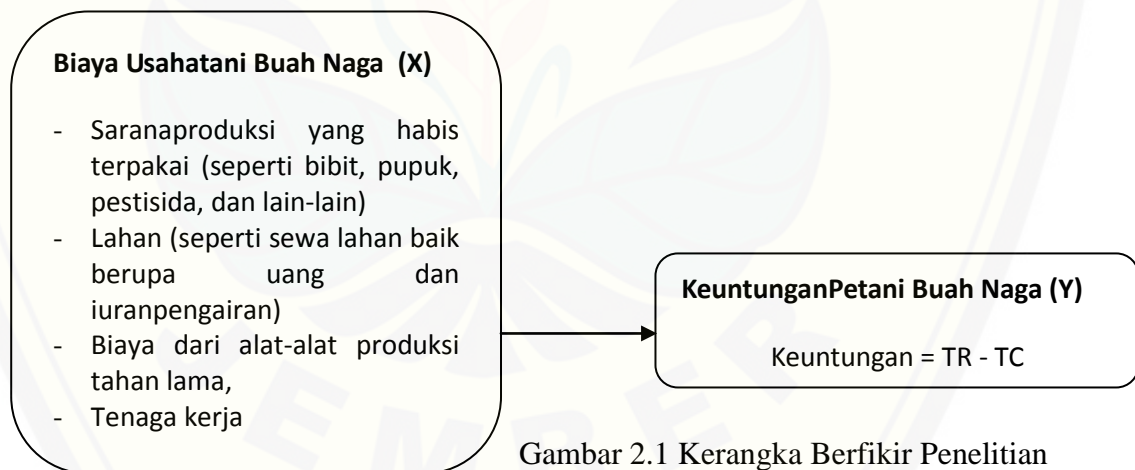 Biaya Usahatani Buah Naga (X)
- Saranaproduksi yang habis
terpakai (seperti bibit, pupuk,
pestisida, dan lain-lain)
- Lahan (seperti sewa lahan baik
berupa uang dan
iuranpengairan)
- Biaya dari alat-alat produksi
tahan lama,
- Tenaga kerja
KeuntunganPetani Buah Naga (Y)
Keuntungan = TR - TC
Gambar 2.1 Kerangka Berfikir Penelitian
JEMBER